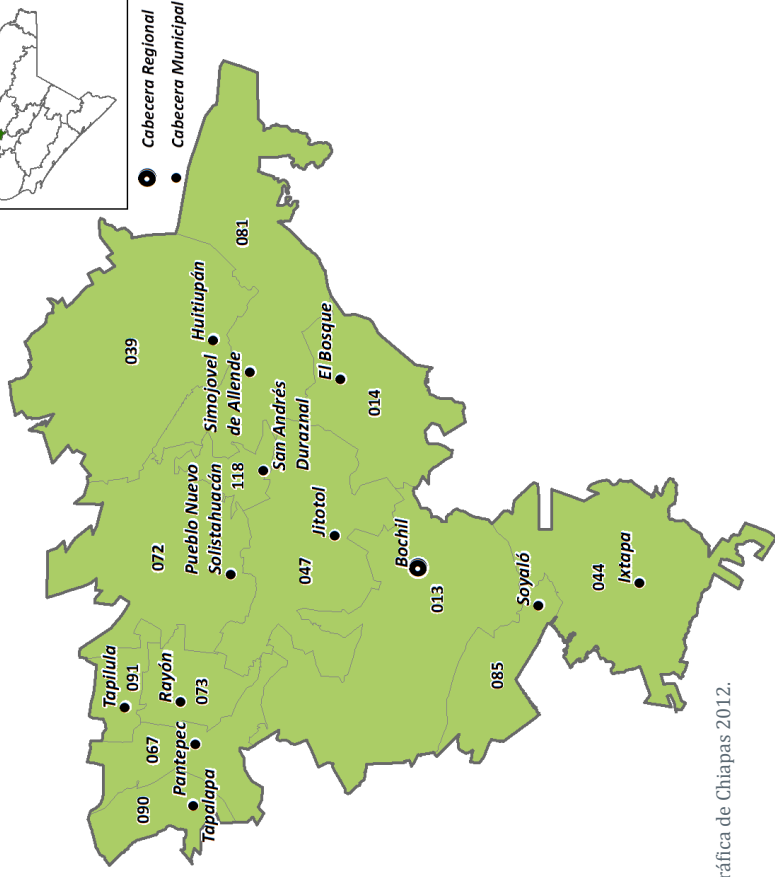 Cabecera Regional
Cabecera Municipal
Tapilula
091
039
090
067
072
Rayón
073
Pantepec
Tapalapa
Pueblo Nuevo
Solistahuacán
Huitiupán
Simojovel
de Allende
118
081
San Andrés
Duraznal
047
Jitotol
El Bosque
014
Bochil
013
085
Soyaló
044
Ixtapa
ráfica de Chiapas 2012.